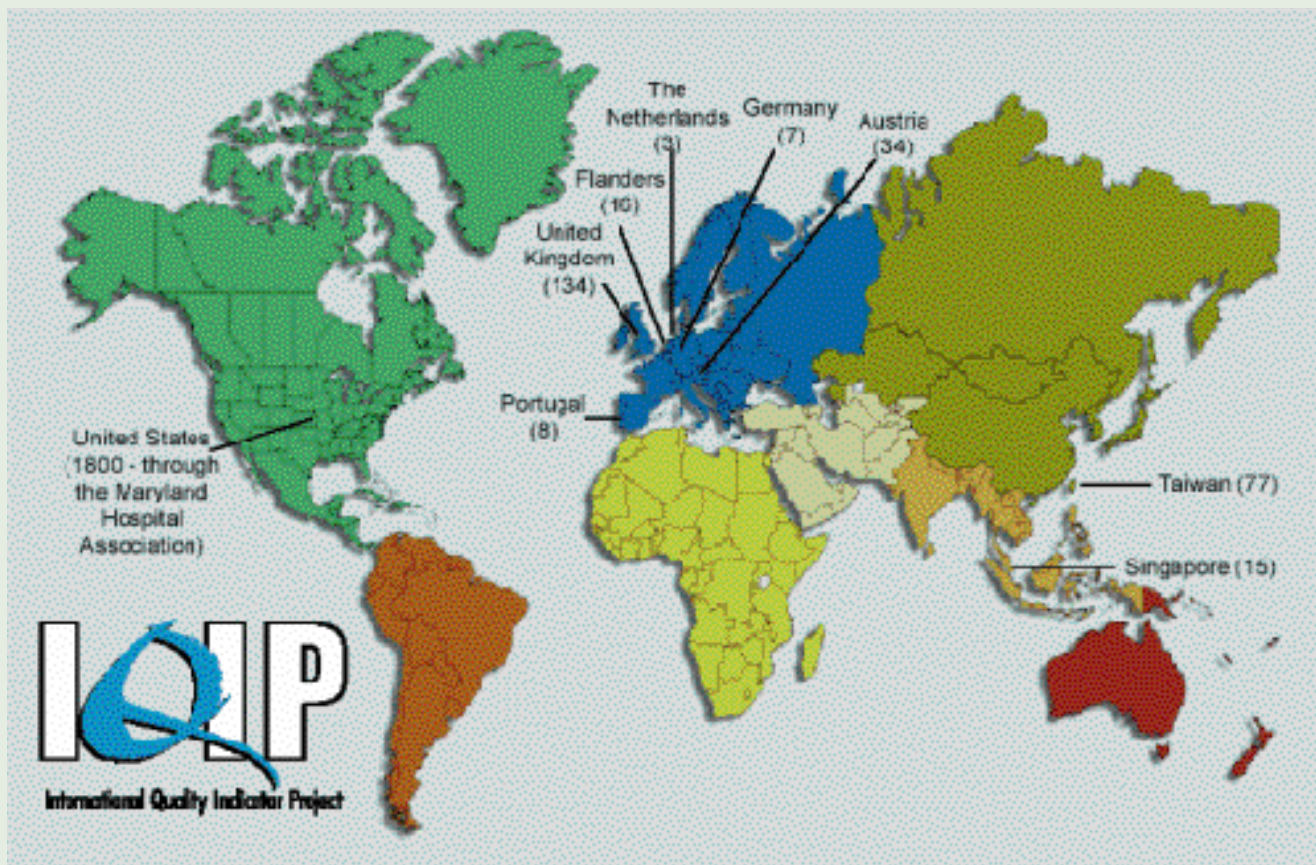 The
Netherlands
(3)
Germany
(7)
Austria
(34)
Flanders
(16)
United
Kingdom
(134)
Portugal
(8)
United States
(1800 - through
the Maryland
Hospital
Association)
Taiwan (77)
Singapore (15)
IQIP
International Quality Indicator Project